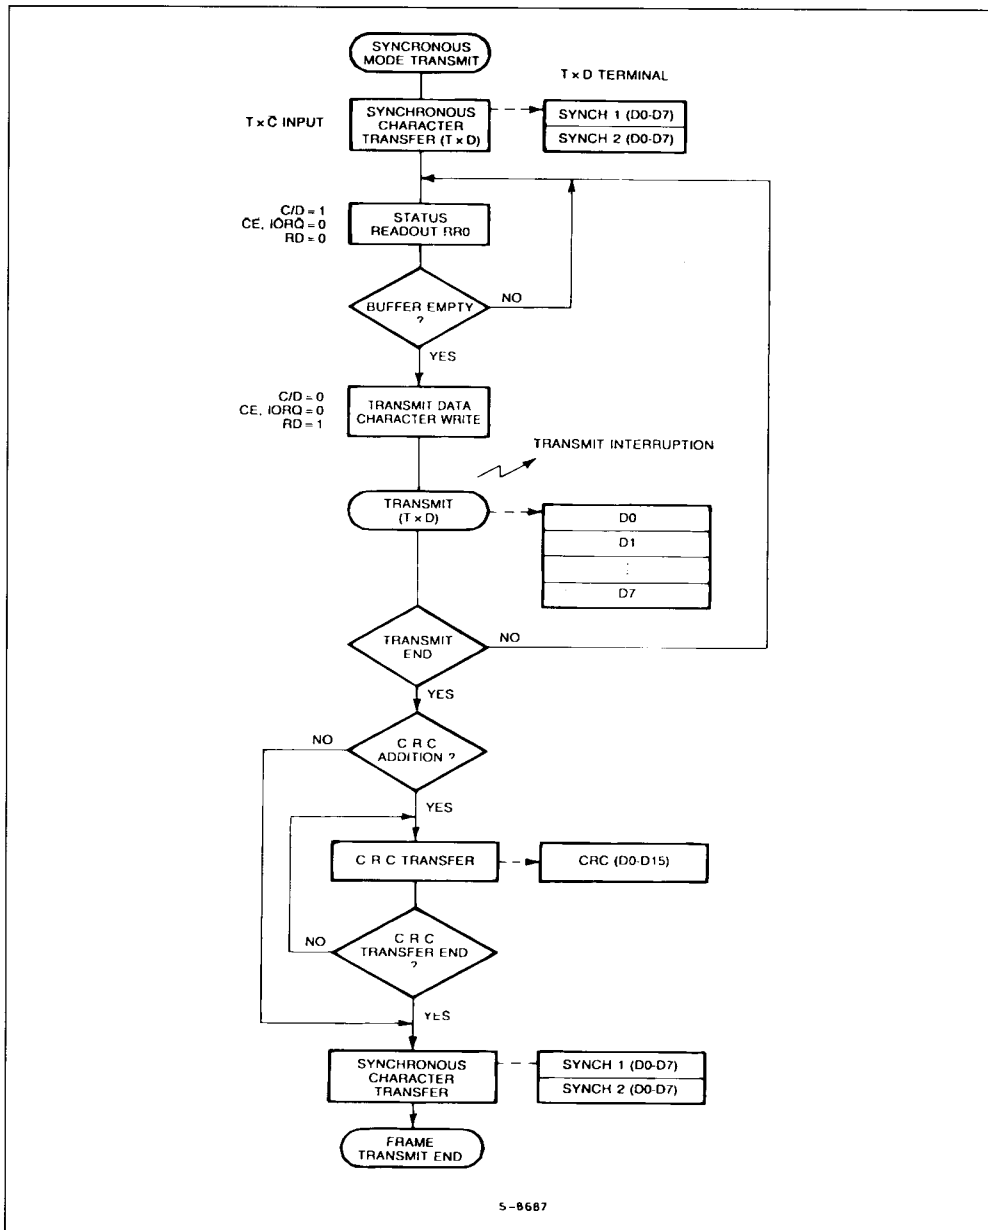 SYNCRONOUS
MODE TRANSMIT
T×D TERMINAL
T×C̄ INPUT
SYNCHRONOUS
CHARACTER
TRANSFER (T×D)
SYNCH 1 (D0-D7)
SYNCH 2 (D0-D7)
C/D = 1
CE, IORQ = 0
RD = 0
STATUS
READOUT RR0
BUFFER EMPTY
?
NO
YES
C/D = 0
CE, IORQ = 0
RD = 1
TRANSMIT DATA
CHARACTER WRITE
TRANSMIT INTERRUPTION
TRANSMIT
(T×D)
D0
D1
⋮
D7
TRANSMIT
END
NO
YES
C R C
ADDITION ?
NO
YES
C R C TRANSFER
CRC (D0-D15)
C R C
TRANSFER END
?
NO
YES
SYNCHRONOUS
CHARACTER
TRANSFER
SYNCH 1 (D0-D7)
SYNCH 2 (D0-D7)
FRAME
TRANSMIT END
S-8687